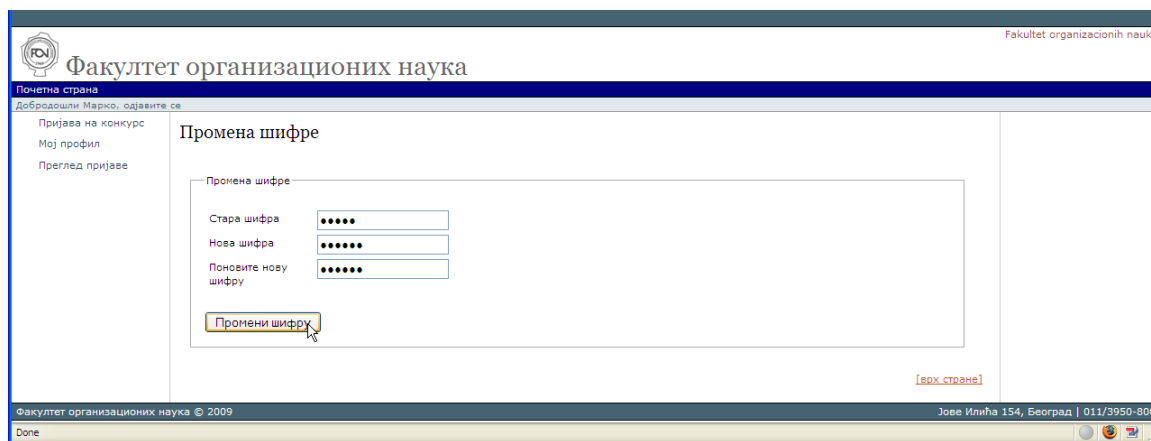 Fakultet organizacionih nauk
Факултет организационих наука
Почетна страна
Добродошли Марко, одјавите се
Пријава на конкурс
Мој профил
Преглед пријаве
Промена шифре
Промена шифре
Стара шифра
●●●●●
Нова шифра
●●●●●●
Поновите нову
шифру
●●●●●●
Промени шифру
[врх стране]
Факултет организационих наука © 2009
Јове Илића 154, Београд | 011/3950-80
Done